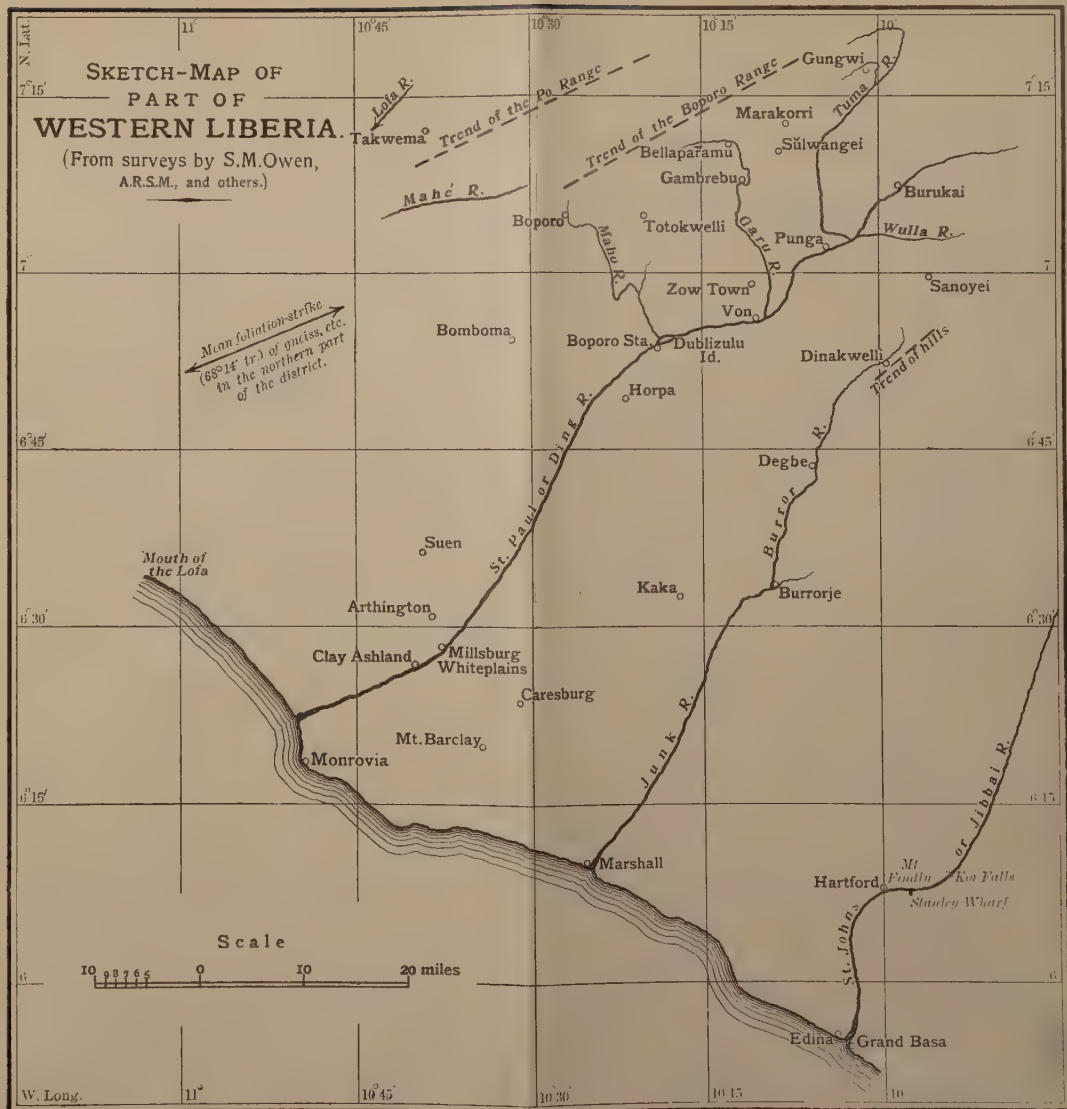 N. Lat.
11°
10°45
10°30
10°15
10°
SKETCH-MAP OF
PART OF
WESTERN LIBERIA.
(From surveys by S.M.Owen,
A.R.S.M., and others.)
7°15'
7°15'
Lofa R.
Takwema
Trend of the Po Range
Trend of the Boporo Range
Gungwi
Tuma R.
Marakorri
Sŭlwangei
Bellaparamu
Gambrebu
Mahé R.
Burukai
Boporo
Totokwelli
Maho R.
Garu R.
Punga
Wulla R.
7°
7°
Zow Town
Sanoyei
Von
Mean foliation-strike
(68°14' tr.) of gneiss, etc.
in the northern part
of the district.
Bomboma
Boporo Sta.
Dublizulu
Id.
Dinakwelli
Trend of hills
Horpa
St. Paul or Ding R.
6°45
6°45
Degbe
Burror R.
Suen
Mouth of
the Lofa
Kaka
Burrorje
Arthington
6°30
6°30
Clay Ashland
Millsburg
Whiteplains
Caresburg
Junk R.
Mt. Barclay
Monrovia
6°15
6°15
St. Johns or Jibbai R.
Marshall
Mt
Findly
Koi Falls
Hartford
Stanley Wharf
Scale
10 9 8 7 6 5 0 10 20 miles
6
6
Edina
Grand Basa
W. Long.
11°
10°45
10°30
10°15
10